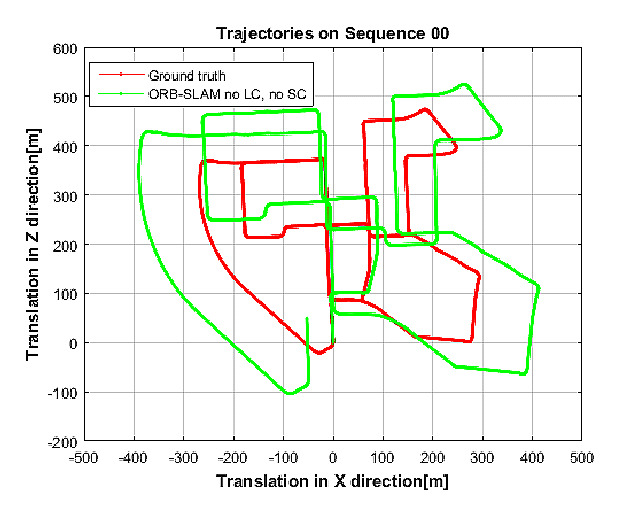 Trajectories on Sequence 00
600
500
400
300
200
100
0
-100
-200
Translation in Z direction[m]
Ground truth
ORB-SLAM no LC, no SC
-500 -400 -300 -200 -100 0 100 200 300 400 500
Translation in X direction[m]